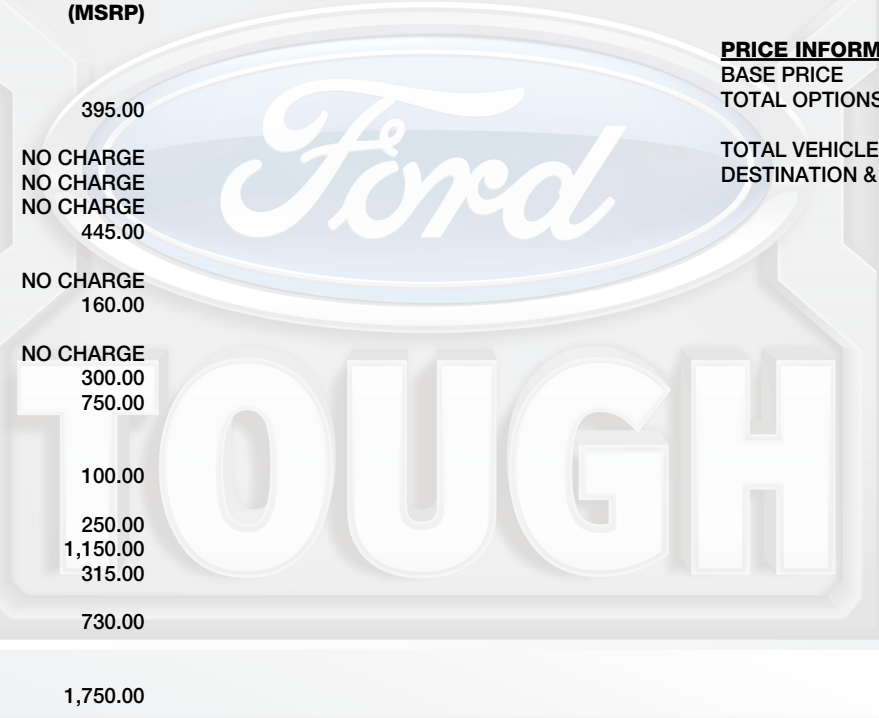 (MSRP)
395.00
NO CHARGE
NO CHARGE
NO CHARGE
445.00
NO CHARGE
160.00
NO CHARGE
300.00
750.00
100.00
250.00
1,150.00
315.00
730.00
1,750.00
PRICE INFORM
BASE PRICE
TOTAL OPTIONS
TOTAL VEHICLE
DESTINATION &
Ford
TOUGH